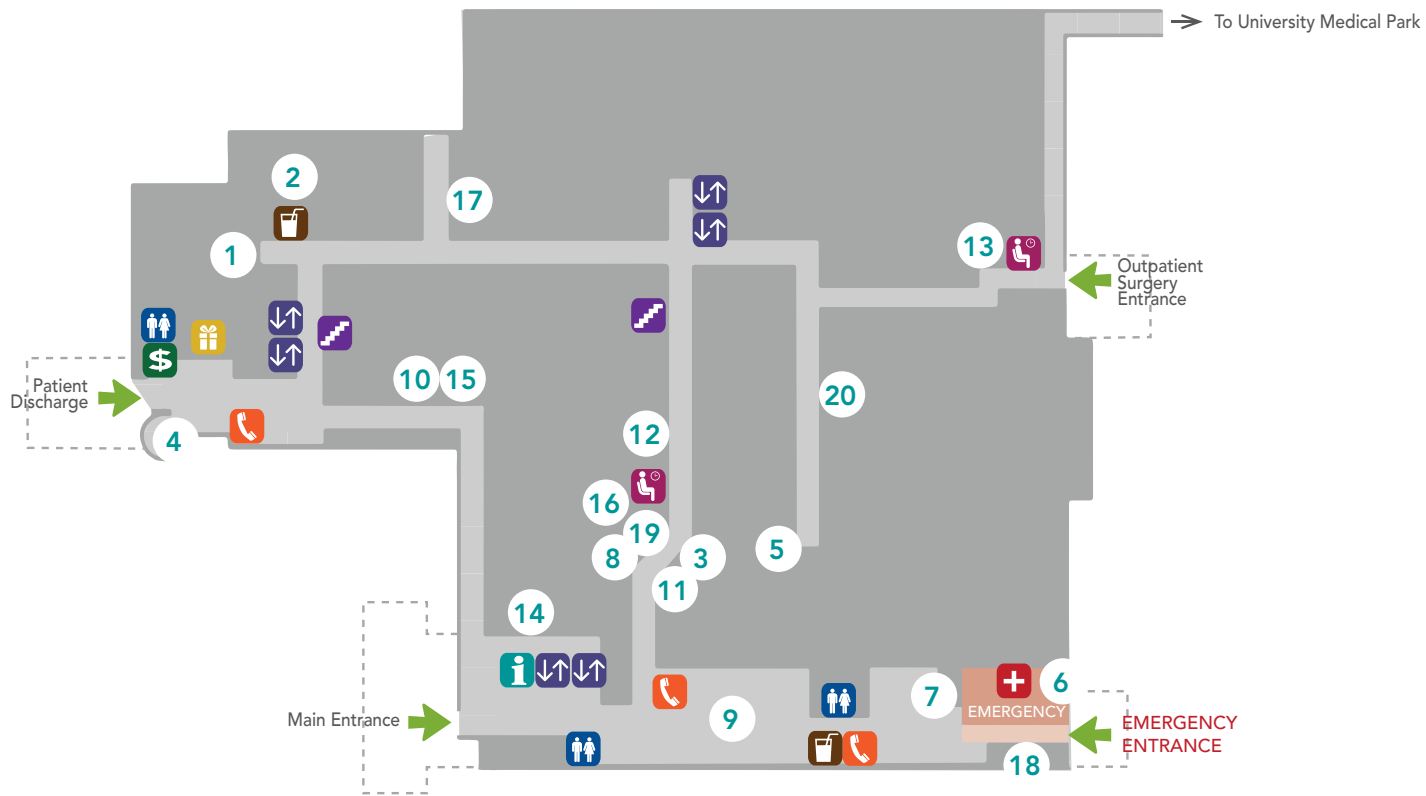 To University Medical Park
2
17
1
13
Outpatient
Surgery
Entrance
$
Patient
Discharge
10
15
20
4
12
16
19
8
3
5
11
14
i
6
7
EMERGENCY
9
Main Entrance
EMERGENCY
ENTRANCE
18